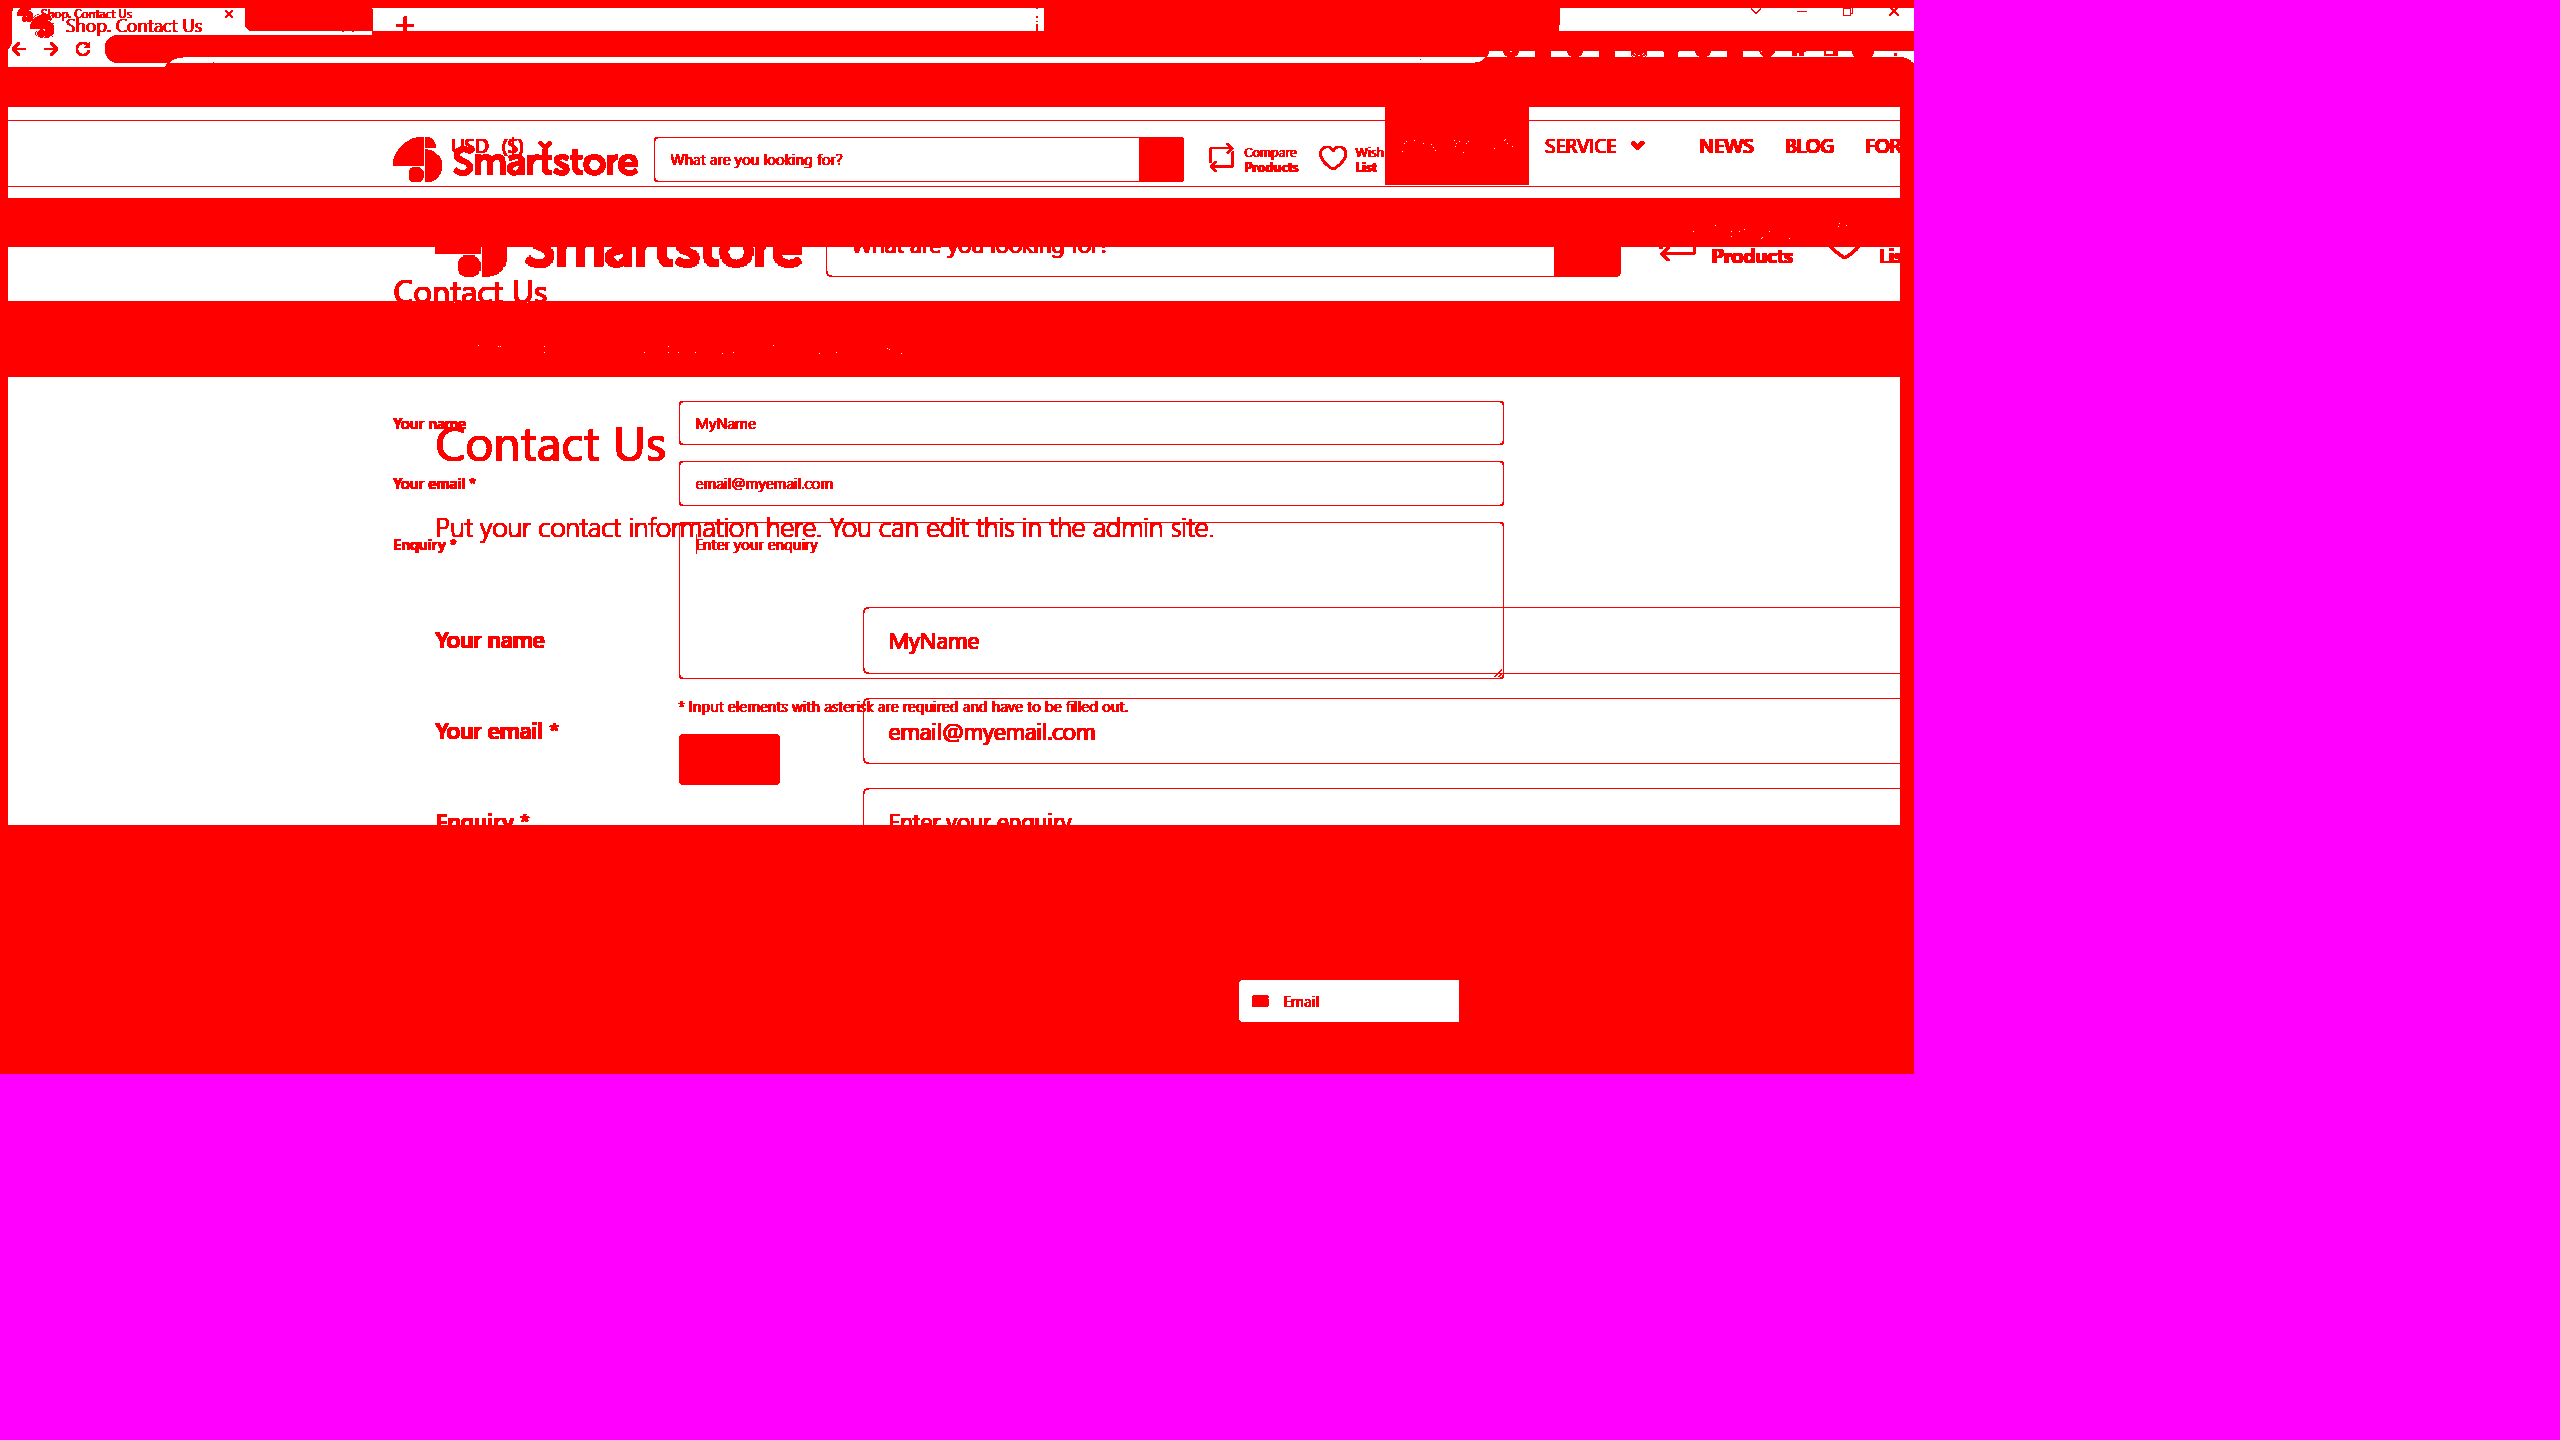 Shop. Contact Us
Shop. Contact Us
USD ($)
Smartstore
What are you looking for?
Compare
Products
Wish
List
SERVICE
NEWS
BLOG
FOR
Smartstore
What are you looking for?
Products
Lis
Contact Us
Your name
MyName
Contact Us
Your email *
email@myemail.com
Put your contact information here. You can edit this in the admin site.
Enquiry *
Enter your enquiry
Your name
MyName
* Input elements with asterisk are required and have to be filled out.
Your email *
email@myemail.com
Enquiry *
Enter your enquiry
Email